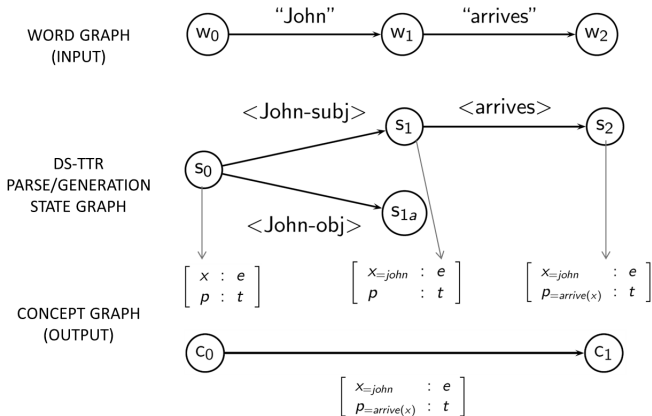 WORD GRAPH
(INPUT)
w0 "John" w1 "arrives" w2
DS-TTR
PARSE/GENERATION
STATE GRAPH
s0 <John-subj> s1 <arrives> s2
<John-obj> s1a
[ x : e
p : t ]
[ x=john : e
p : t ]
[ x=john : e
p=arrive(x) : t ]
CONCEPT GRAPH
(OUTPUT)
c0 c1
[ x=john : e
p=arrive(x) : t ]